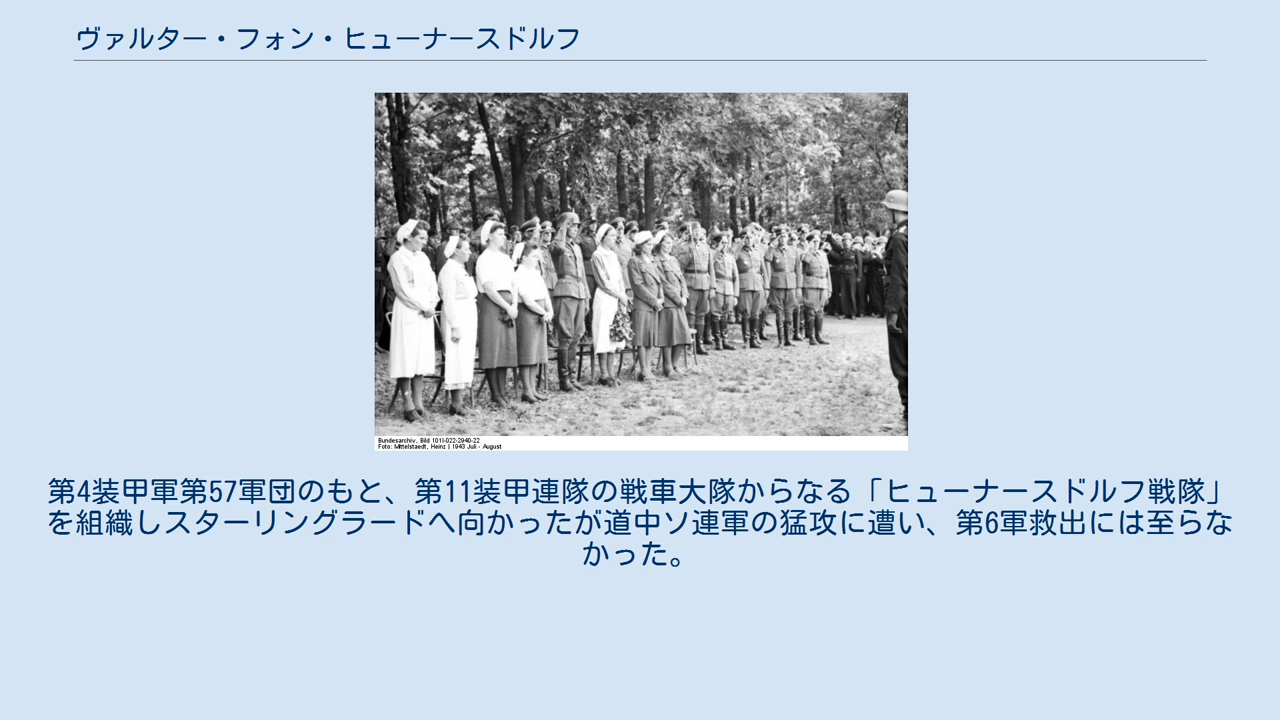 ヴァルター・フォン・ヒューナースドルフ
Bundesarchiv, Bild 101I-022-2940-22
Foto: Mittelstaedt, Heinz | 1943 Juli - August
第4装甲軍第57軍団のもと、第11装甲連隊の戦車大隊からなる「ヒューナースドルフ戦隊」
を組織しスターリングラードへ向かったが道中ソ連軍の猛攻に遭い、第6軍救出には至らな
かった。